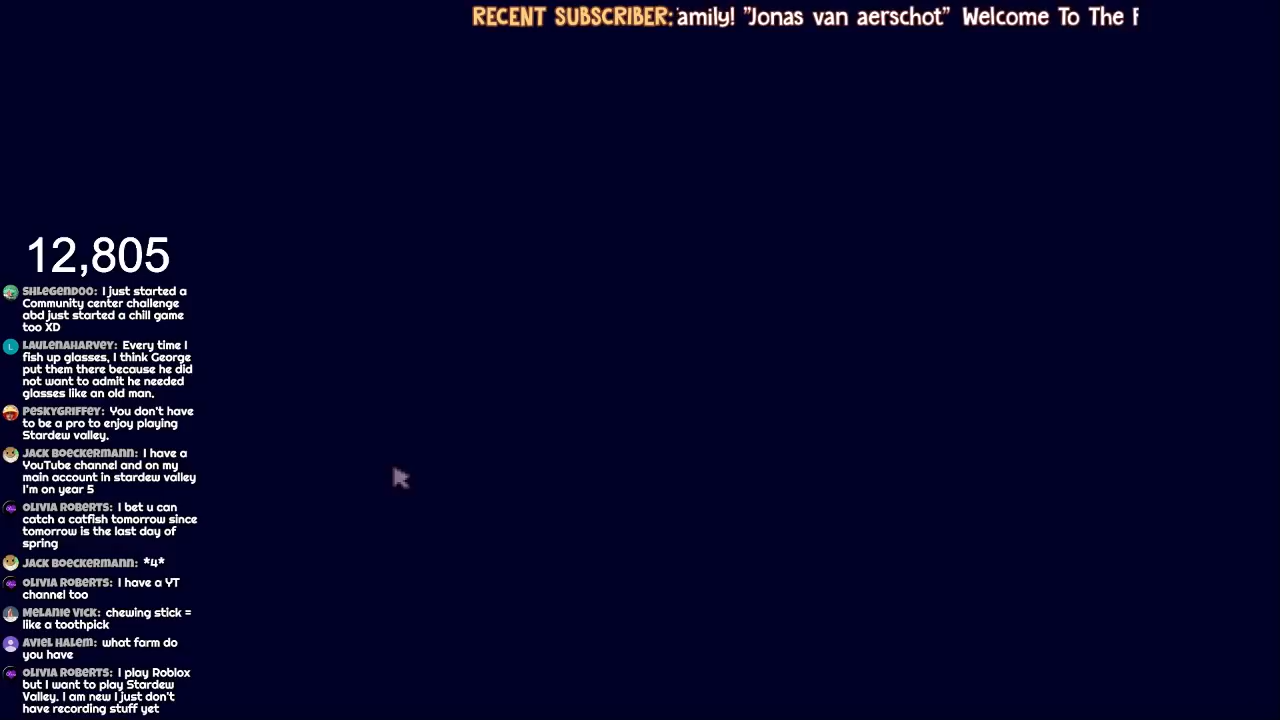 RECENT SUBSCRIBER: amily! "Jonas van aerschot" Welcome To The F
12,805
SHLEGENDOO: I just started a
Community center challenge
abd just started a chill game
too XD
LAULENAHARVEY: Every time I
fish up glasses, I think George
put them there because he did
not want to admit he needed
glasses like an old man.
PESKYGRIFFEY: You don't have
to be a pro to enjoy playing
Stardew valley.
JACK BOECKERMANN: I have a
YouTube channel and on my
main account in stardew valley
I'm on year 5
OLIVIA ROBERTS: I bet u can
catch a catfish tomorrow since
tomorrow is the last day of
spring
JACK BOECKERMANN: *4*
OLIVIA ROBERTS: I have a YT
channel too
MELANIE VICK: chewing stick =
like a toothpick
AVIEL HALEM: what farm do
you have
OLIVIA ROBERTS: I play Roblox
but I want to play Stardew
Valley. I am new I just don't
have recording stuff yet